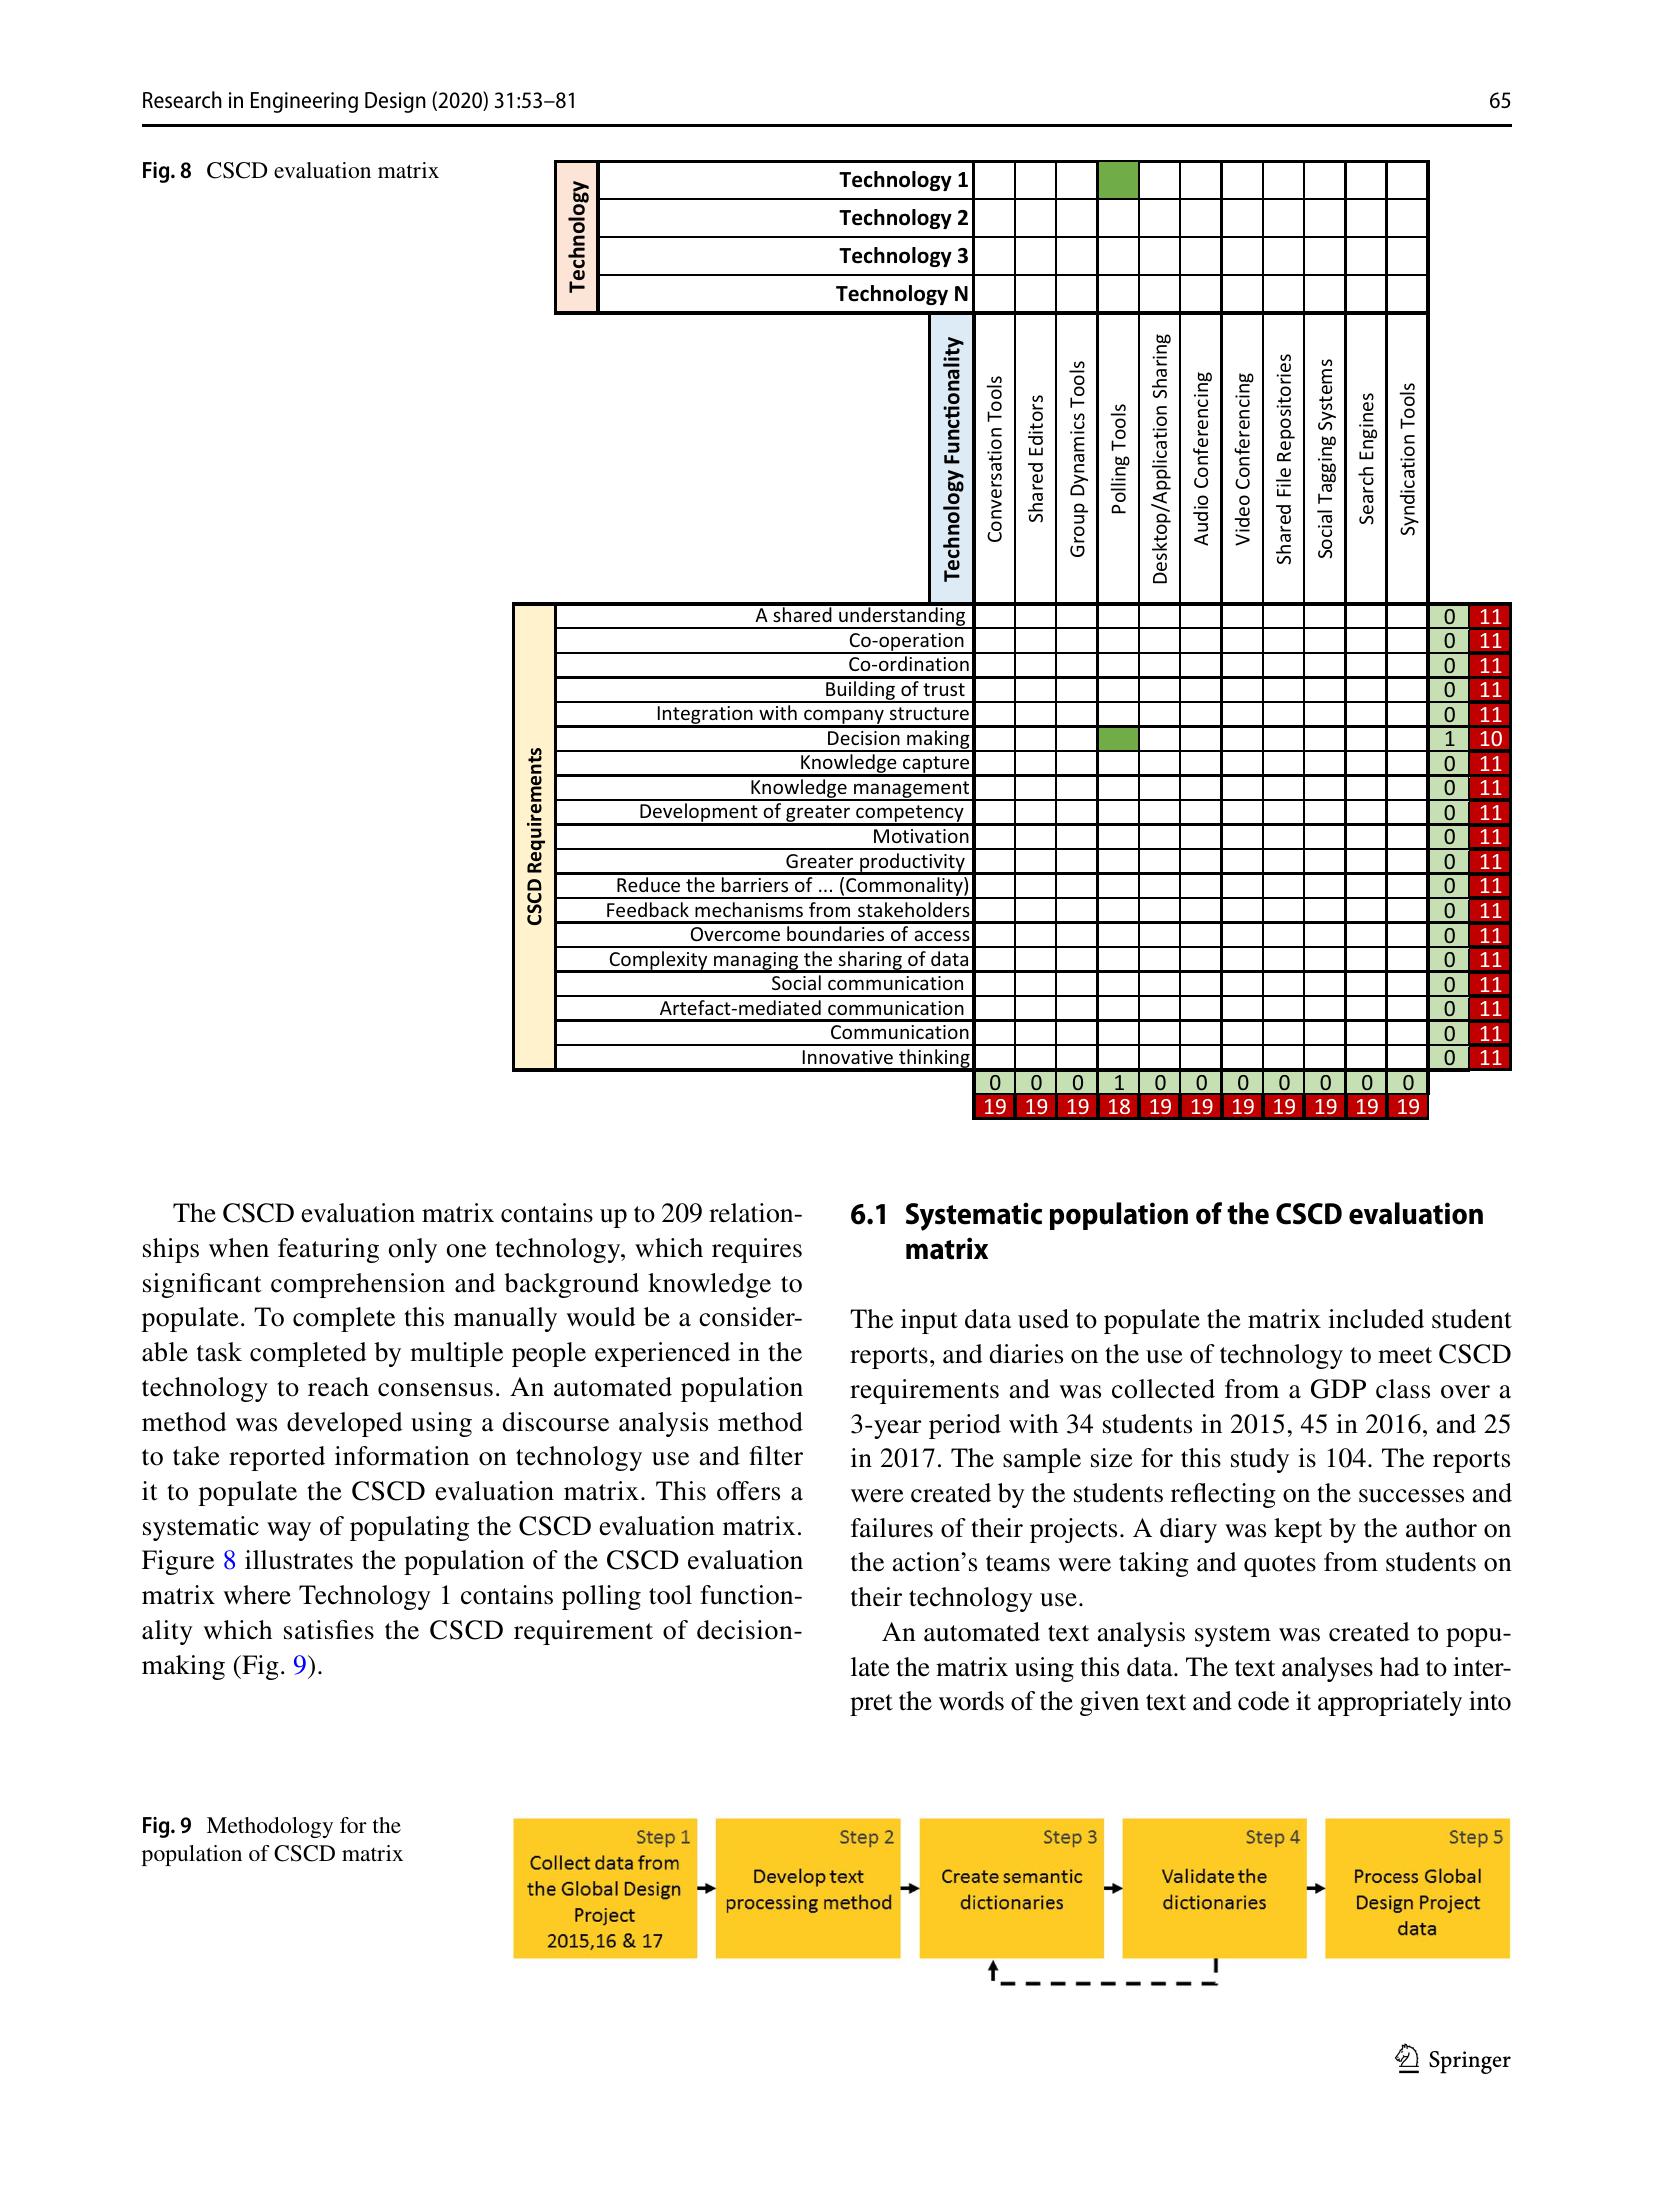 Research in Engineering Design (2020) 31:53–81
65
Fig. 8 CSCD evaluation matrix
Technology
Technology 1
Technology 2
Technology 3
Technology N
Technology Functionality
Conversation Tools
Shared Editors
Group Dynamics Tools
Polling Tools
Desktop/Application Sharing
Audio Conferencing
Video Conferencing
Shared File Repositories
Social Tagging Systems
Search Engines
Syndication Tools
CSCD Requirements
A shared understanding 0 11
Co-operation 0 11
Co-ordination 0 11
Building of trust 0 11
Integration with company structure 0 11
Decision making 1 10
Knowledge capture 0 11
Knowledge management 0 11
Development of greater competency 0 11
Motivation 0 11
Greater productivity 0 11
Reduce the barriers of ... (Commonality) 0 11
Feedback mechanisms from stakeholders 0 11
Overcome boundaries of access 0 11
Complexity managing the sharing of data 0 11
Social communication 0 11
Artefact-mediated communication 0 11
Communication 0 11
Innovative thinking 0 11
0 0 0 1 0 0 0 0 0 0 0
19 19 19 18 19 19 19 19 19 19 19
The CSCD evaluation matrix contains up to 209 relation-
ships when featuring only one technology, which requires
significant comprehension and background knowledge to
populate. To complete this manually would be a consider-
able task completed by multiple people experienced in the
technology to reach consensus. An automated population
method was developed using a discourse analysis method
to take reported information on technology use and filter
it to populate the CSCD evaluation matrix. This offers a
systematic way of populating the CSCD evaluation matrix.
Figure 8 illustrates the population of the CSCD evaluation
matrix where Technology 1 contains polling tool function-
ality which satisfies the CSCD requirement of decision-
making (Fig. 9).
6.1 Systematic population of the CSCD evaluation
matrix
The input data used to populate the matrix included student
reports, and diaries on the use of technology to meet CSCD
requirements and was collected from a GDP class over a
3-year period with 34 students in 2015, 45 in 2016, and 25
in 2017. The sample size for this study is 104. The reports
were created by the students reflecting on the successes and
failures of their projects. A diary was kept by the author on
the action's teams were taking and quotes from students on
their technology use.
An automated text analysis system was created to popu-
late the matrix using this data. The text analyses had to inter-
pret the words of the given text and code it appropriately into
Fig. 9 Methodology for the
population of CSCD matrix
Step 1
Collect data from
the Global Design
Project
2015,16 & 17
Step 2
Develop text
processing method
Step 3
Create semantic
dictionaries
Step 4
Validate the
dictionaries
Step 5
Process Global
Design Project
data
Springer